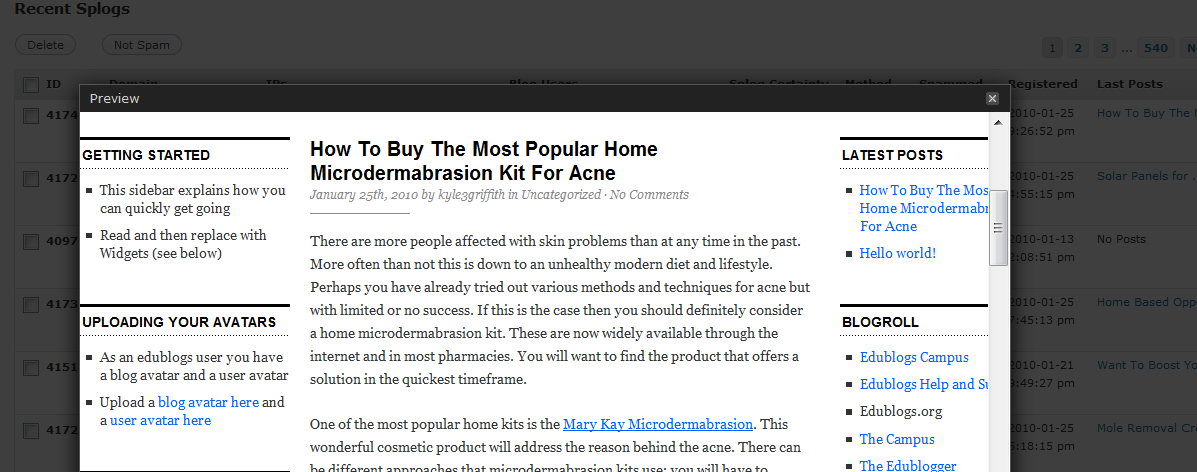 Recent Splogs
Delete Not Spam
1 2 3 ... 540 N
ID Domain IPs Blog Users Splog Certainty Method Spammed Registered Last Posts
Preview
GETTING STARTED
This sidebar explains how you
can quickly get going
Read and then replace with
Widgets (see below)
UPLOADING YOUR AVATARS
As an edublogs user you have
a blog avatar and a user avatar
Upload a blog avatar here and
a user avatar here
How To Buy The Most Popular Home
Microdermabrasion Kit For Acne
January 25th, 2010 by kyle3griffith in Uncategorized · No Comments
There are more people affected with skin problems than at any time in the past.
More often than not this is down to an unhealthy modern diet and lifestyle.
Perhaps you have already tried out various methods and techniques for acne but
with limited or no success. If this is the case then you should definitely consider
a home microdermabrasion kit. These are now widely available through the
internet and in most pharmacies. You will want to find the product that offers a
solution in the quickest timeframe.
One of the most popular home kits is the Mary Kay Microdermabrasion. This
wonderful cosmetic product will address the reason behind the acne. There can
be different approaches that microdermabrasion kits use; you will have to
LATEST POSTS
How To Buy The Mos
Home Microdermabr
For Acne
Hello world!
BLOGROLL
Edublogs Campus
Edublogs Help and Su
Edublogs.org
The Campus
The Edublogger
4174 2010-01-25 How To Buy The M
9:26:52 pm
4172 2010-01-25 Solar Panels for .
4:55:15 pm
4097 2010-01-13 No Posts
2:08:51 pm
4173 2010-01-25 Home Based Opp
7:45:13 pm
4151 2010-01-21 Want To Boost Yo
9:49:27 pm
4172 2010-01-25 Mole Removal Cre
5:18:15 pm